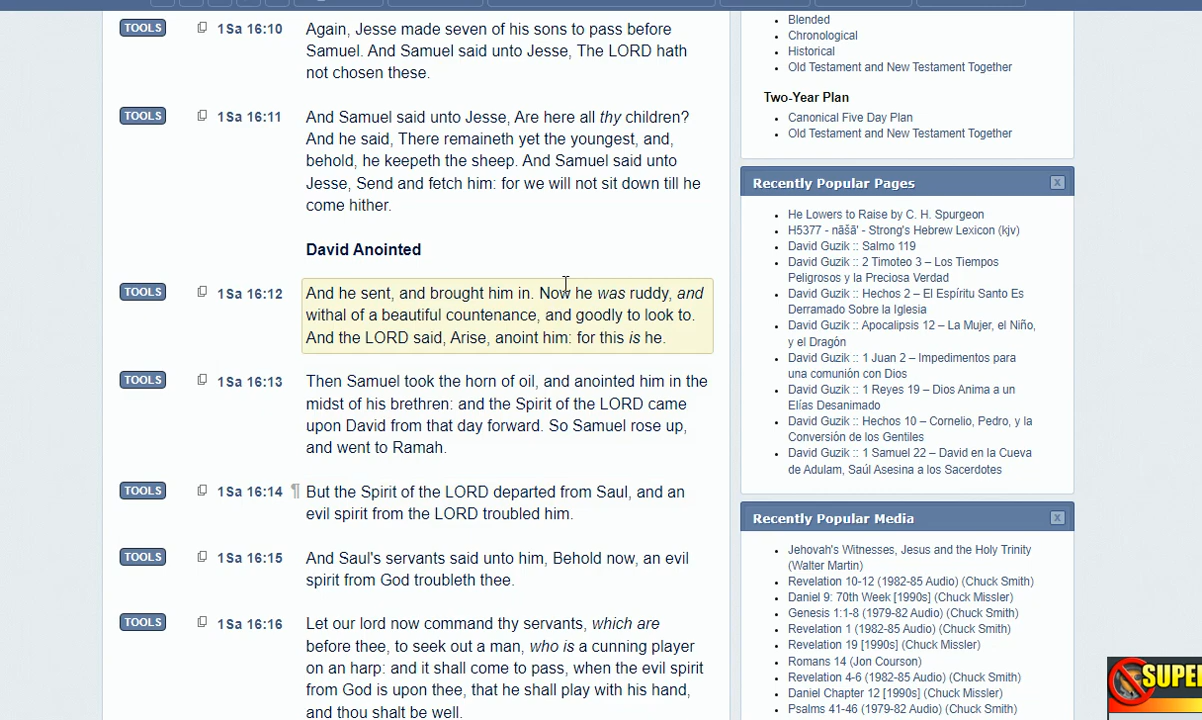 TOOLS 1Sa 16:10 Again, Jesse made seven of his sons to pass before
Samuel. And Samuel said unto Jesse, The LORD hath
not chosen these.
TOOLS 1Sa 16:11 And Samuel said unto Jesse, Are here all thy children?
And he said, There remaineth yet the youngest, and,
behold, he keepeth the sheep. And Samuel said unto
Jesse, Send and fetch him: for we will not sit down till he
come hither.
David Anointed
TOOLS 1Sa 16:12 And he sent, and brought him in. Now he was ruddy, and
withal of a beautiful countenance, and goodly to look to.
And the LORD said, Arise, anoint him: for this is he.
TOOLS 1Sa 16:13 Then Samuel took the horn of oil, and anointed him in the
midst of his brethren: and the Spirit of the LORD came
upon David from that day forward. So Samuel rose up,
and went to Ramah.
TOOLS 1Sa 16:14 ¶ But the Spirit of the LORD departed from Saul, and an
evil spirit from the LORD troubled him.
TOOLS 1Sa 16:15 And Saul's servants said unto him, Behold now, an evil
spirit from God troubleth thee.
TOOLS 1Sa 16:16 Let our lord now command thy servants, which are
before thee, to seek out a man, who is a cunning player
on an harp: and it shall come to pass, when the evil spirit
from God is upon thee, that he shall play with his hand,
and thou shalt be well.
Blended
Chronological
Historical
Old Testament and New Testament Together
Two-Year Plan
Canonical Five Day Plan
Old Testament and New Testament Together
Recently Popular Pages x
He Lowers to Raise by C. H. Spurgeon
H5377 - nāšā' - Strong's Hebrew Lexicon (kjv)
David Guzik :: Salmo 119
David Guzik :: 2 Timoteo 3 – Los Tiempos
Peligrosos y la Preciosa Verdad
David Guzik :: Hechos 2 – El Espíritu Santo Es
Derramado Sobre la Iglesia
David Guzik :: Apocalipsis 12 – La Mujer, el Niño,
y el Dragón
David Guzik :: 1 Juan 2 – Impedimentos para
una comunión con Dios
David Guzik :: 1 Reyes 19 – Dios Anima a un
Elías Desanimado
David Guzik :: Hechos 10 – Cornelio, Pedro, y la
Conversión de los Gentiles
David Guzik :: 1 Samuel 22 – David en la Cueva
de Adulam, Saúl Asesina a los Sacerdotes
Recently Popular Media x
Jehovah's Witnesses, Jesus and the Holy Trinity
(Walter Martin)
Revelation 10-12 (1982-85 Audio) (Chuck Smith)
Daniel 9: 70th Week [1990s] (Chuck Missler)
Genesis 1:1-8 (1979-82 Audio) (Chuck Smith)
Revelation 1 (1982-85 Audio) (Chuck Smith)
Revelation 19 [1990s] (Chuck Missler)
Romans 14 (Jon Courson)
Revelation 4-6 (1982-85 Audio) (Chuck Smith)
Daniel Chapter 12 [1990s] (Chuck Missler)
Psalms 41-46 (1982-85 Audio) (Chuck Smith)
SUPER